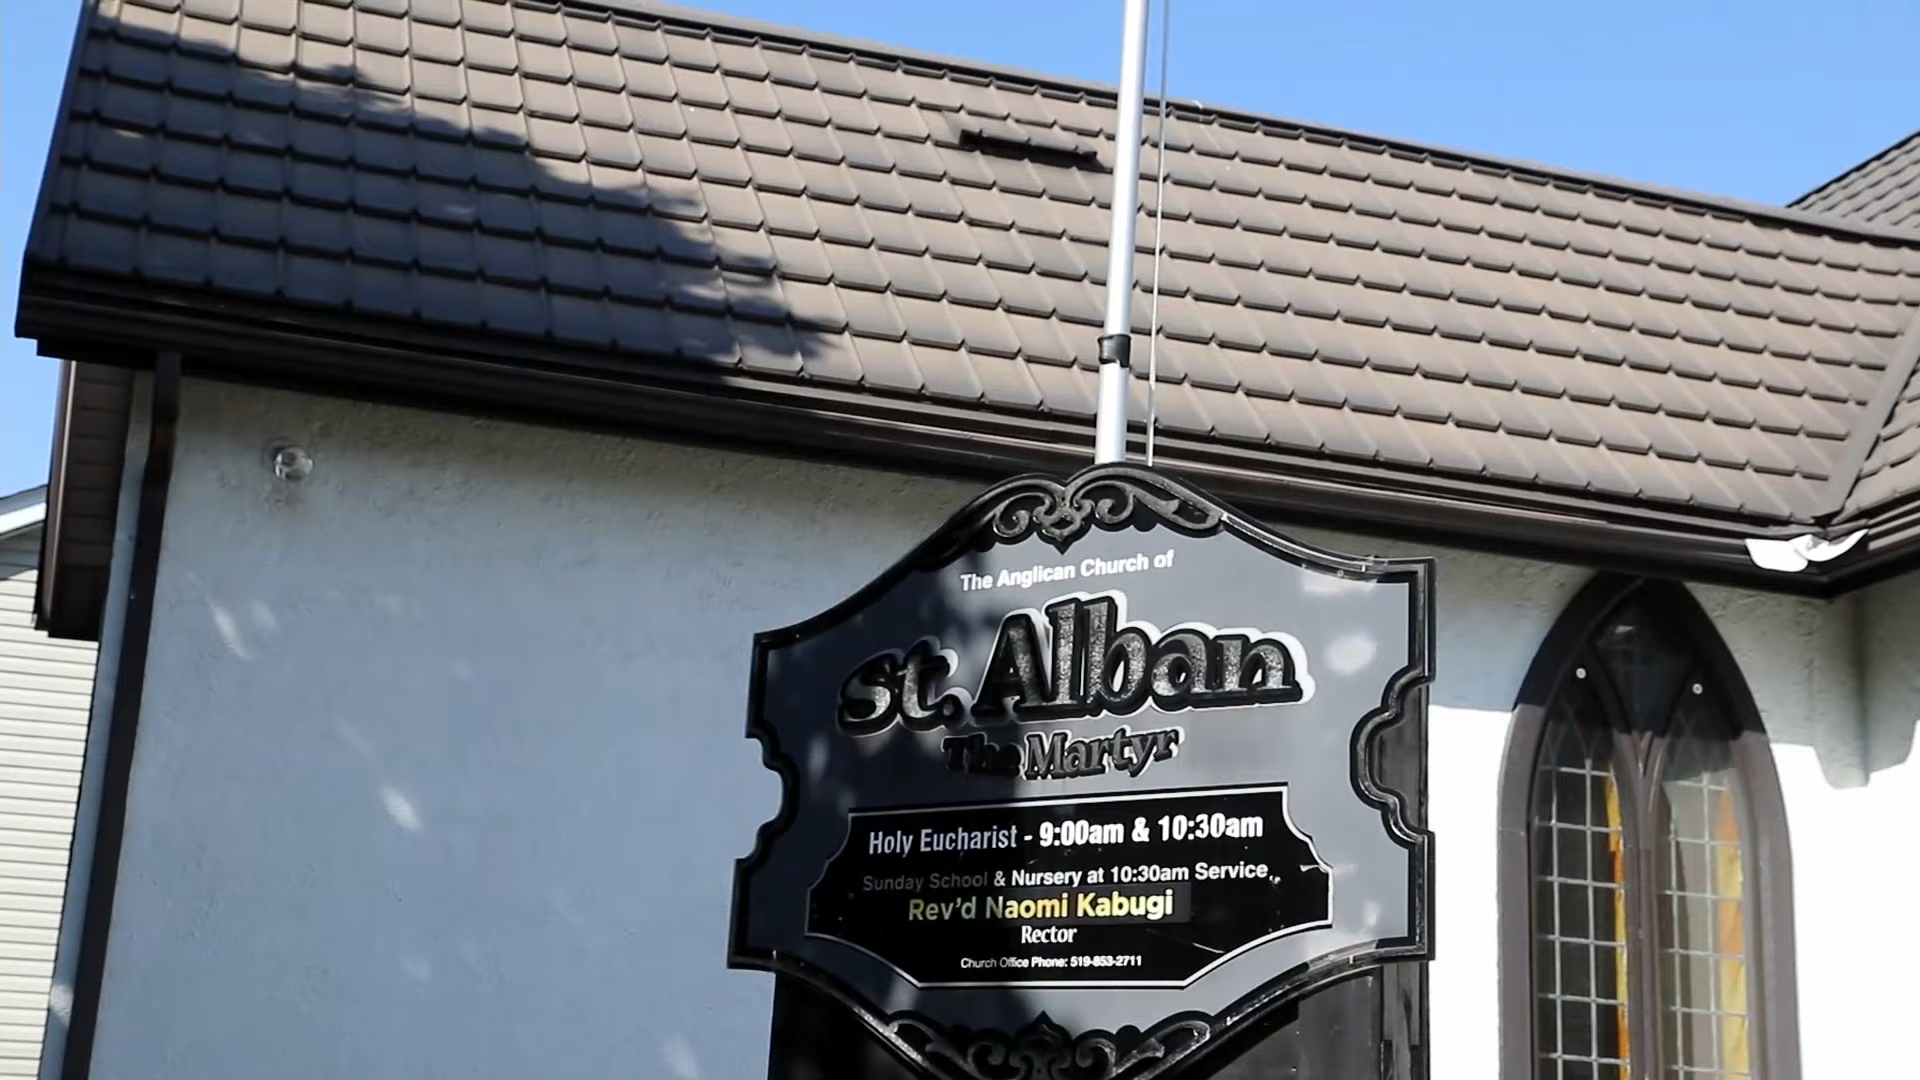 The Anglican Church of
St. Alban
The Martyr
Holy Eucharist - 9:00am & 10:30am
Sunday School & Nursery at 10:30am Service..
Rev'd Naomi Kabugi
Rector
Church Office Phone: 519-853-2711